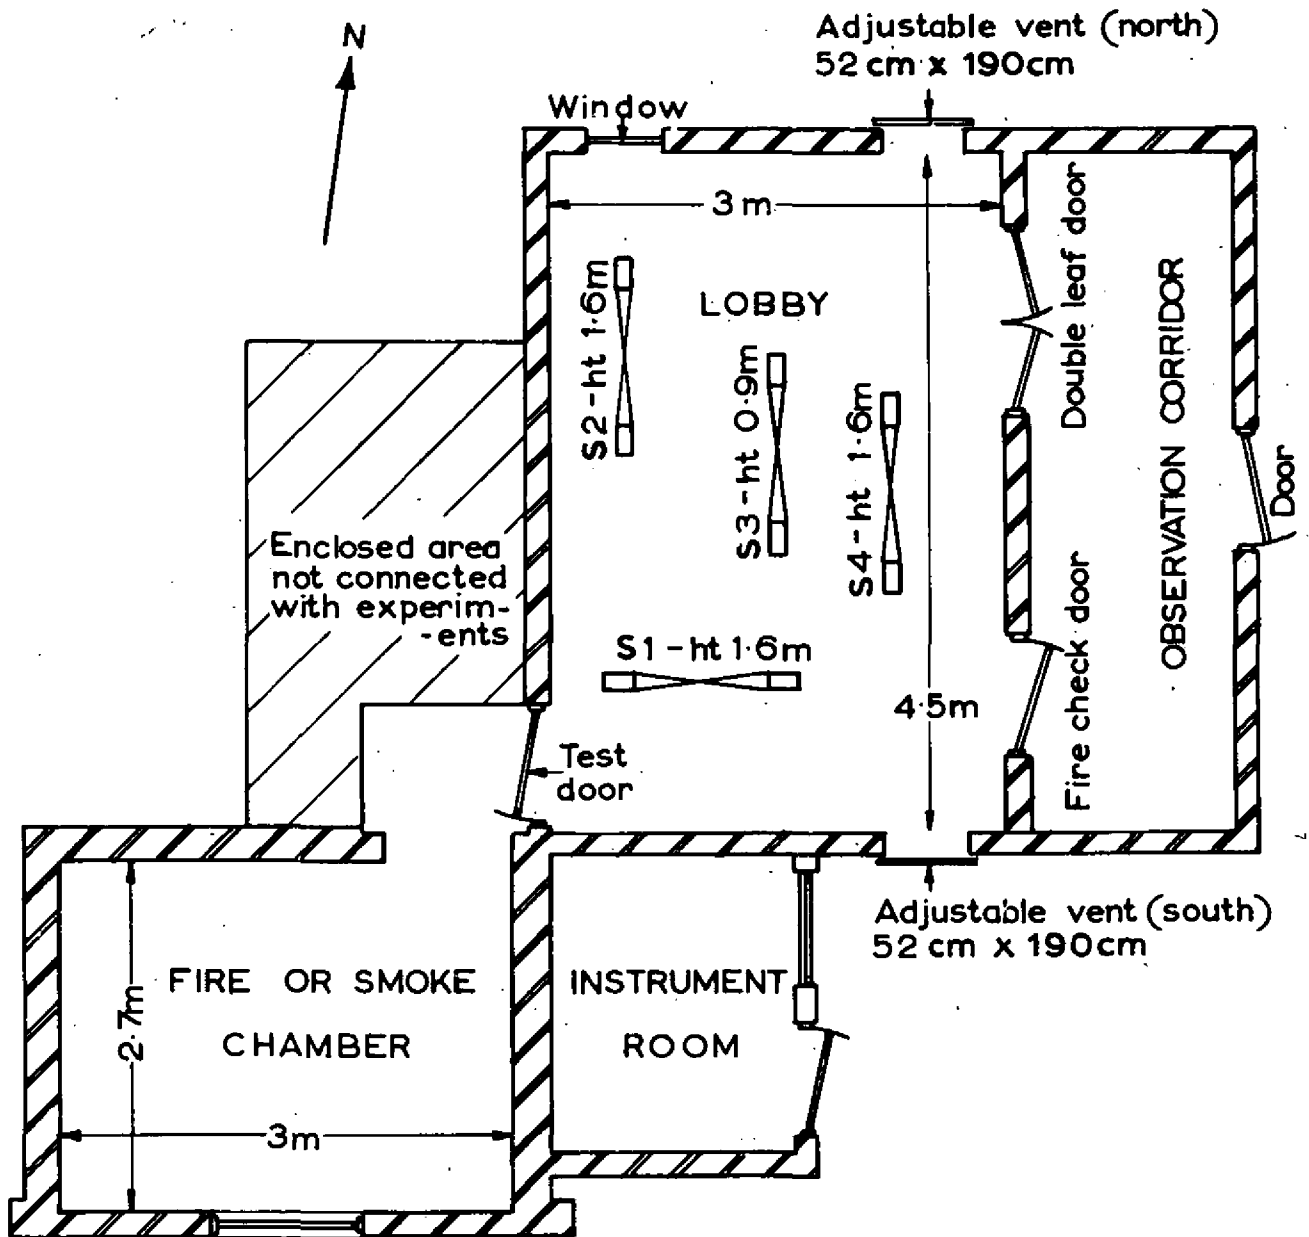 Adjustable vent (north)
52 cm x 190cm
N
Window
3 m
LOBBY
Double leaf door
OBSERVATION CORRIDOR
S2-ht 1·6m
S3-ht 0·9m
S4-ht 1·6m
Door
Enclosed area
not connected
with experim-
-ents
S1-ht 1·6m
4·5m
Fire check door
Test
door
Adjustable vent (south)
52 cm x 190cm
FIRE OR SMOKE
CHAMBER
2·7m
3m
INSTRUMENT
ROOM